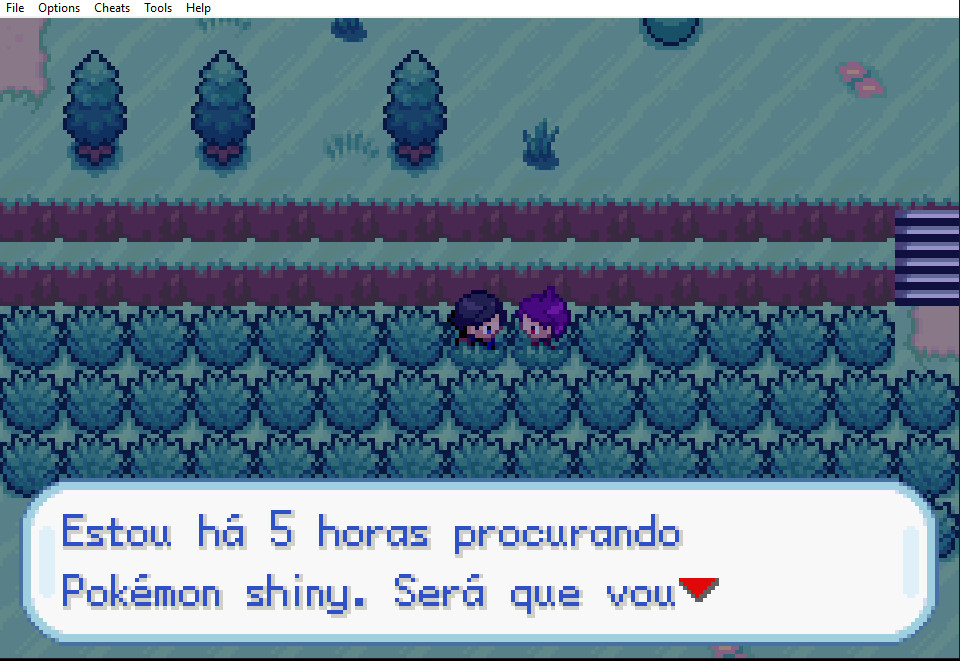 File Options Cheats Tools Help
Estou há 5 horas procurando
Pokémon shiny. Será que vou